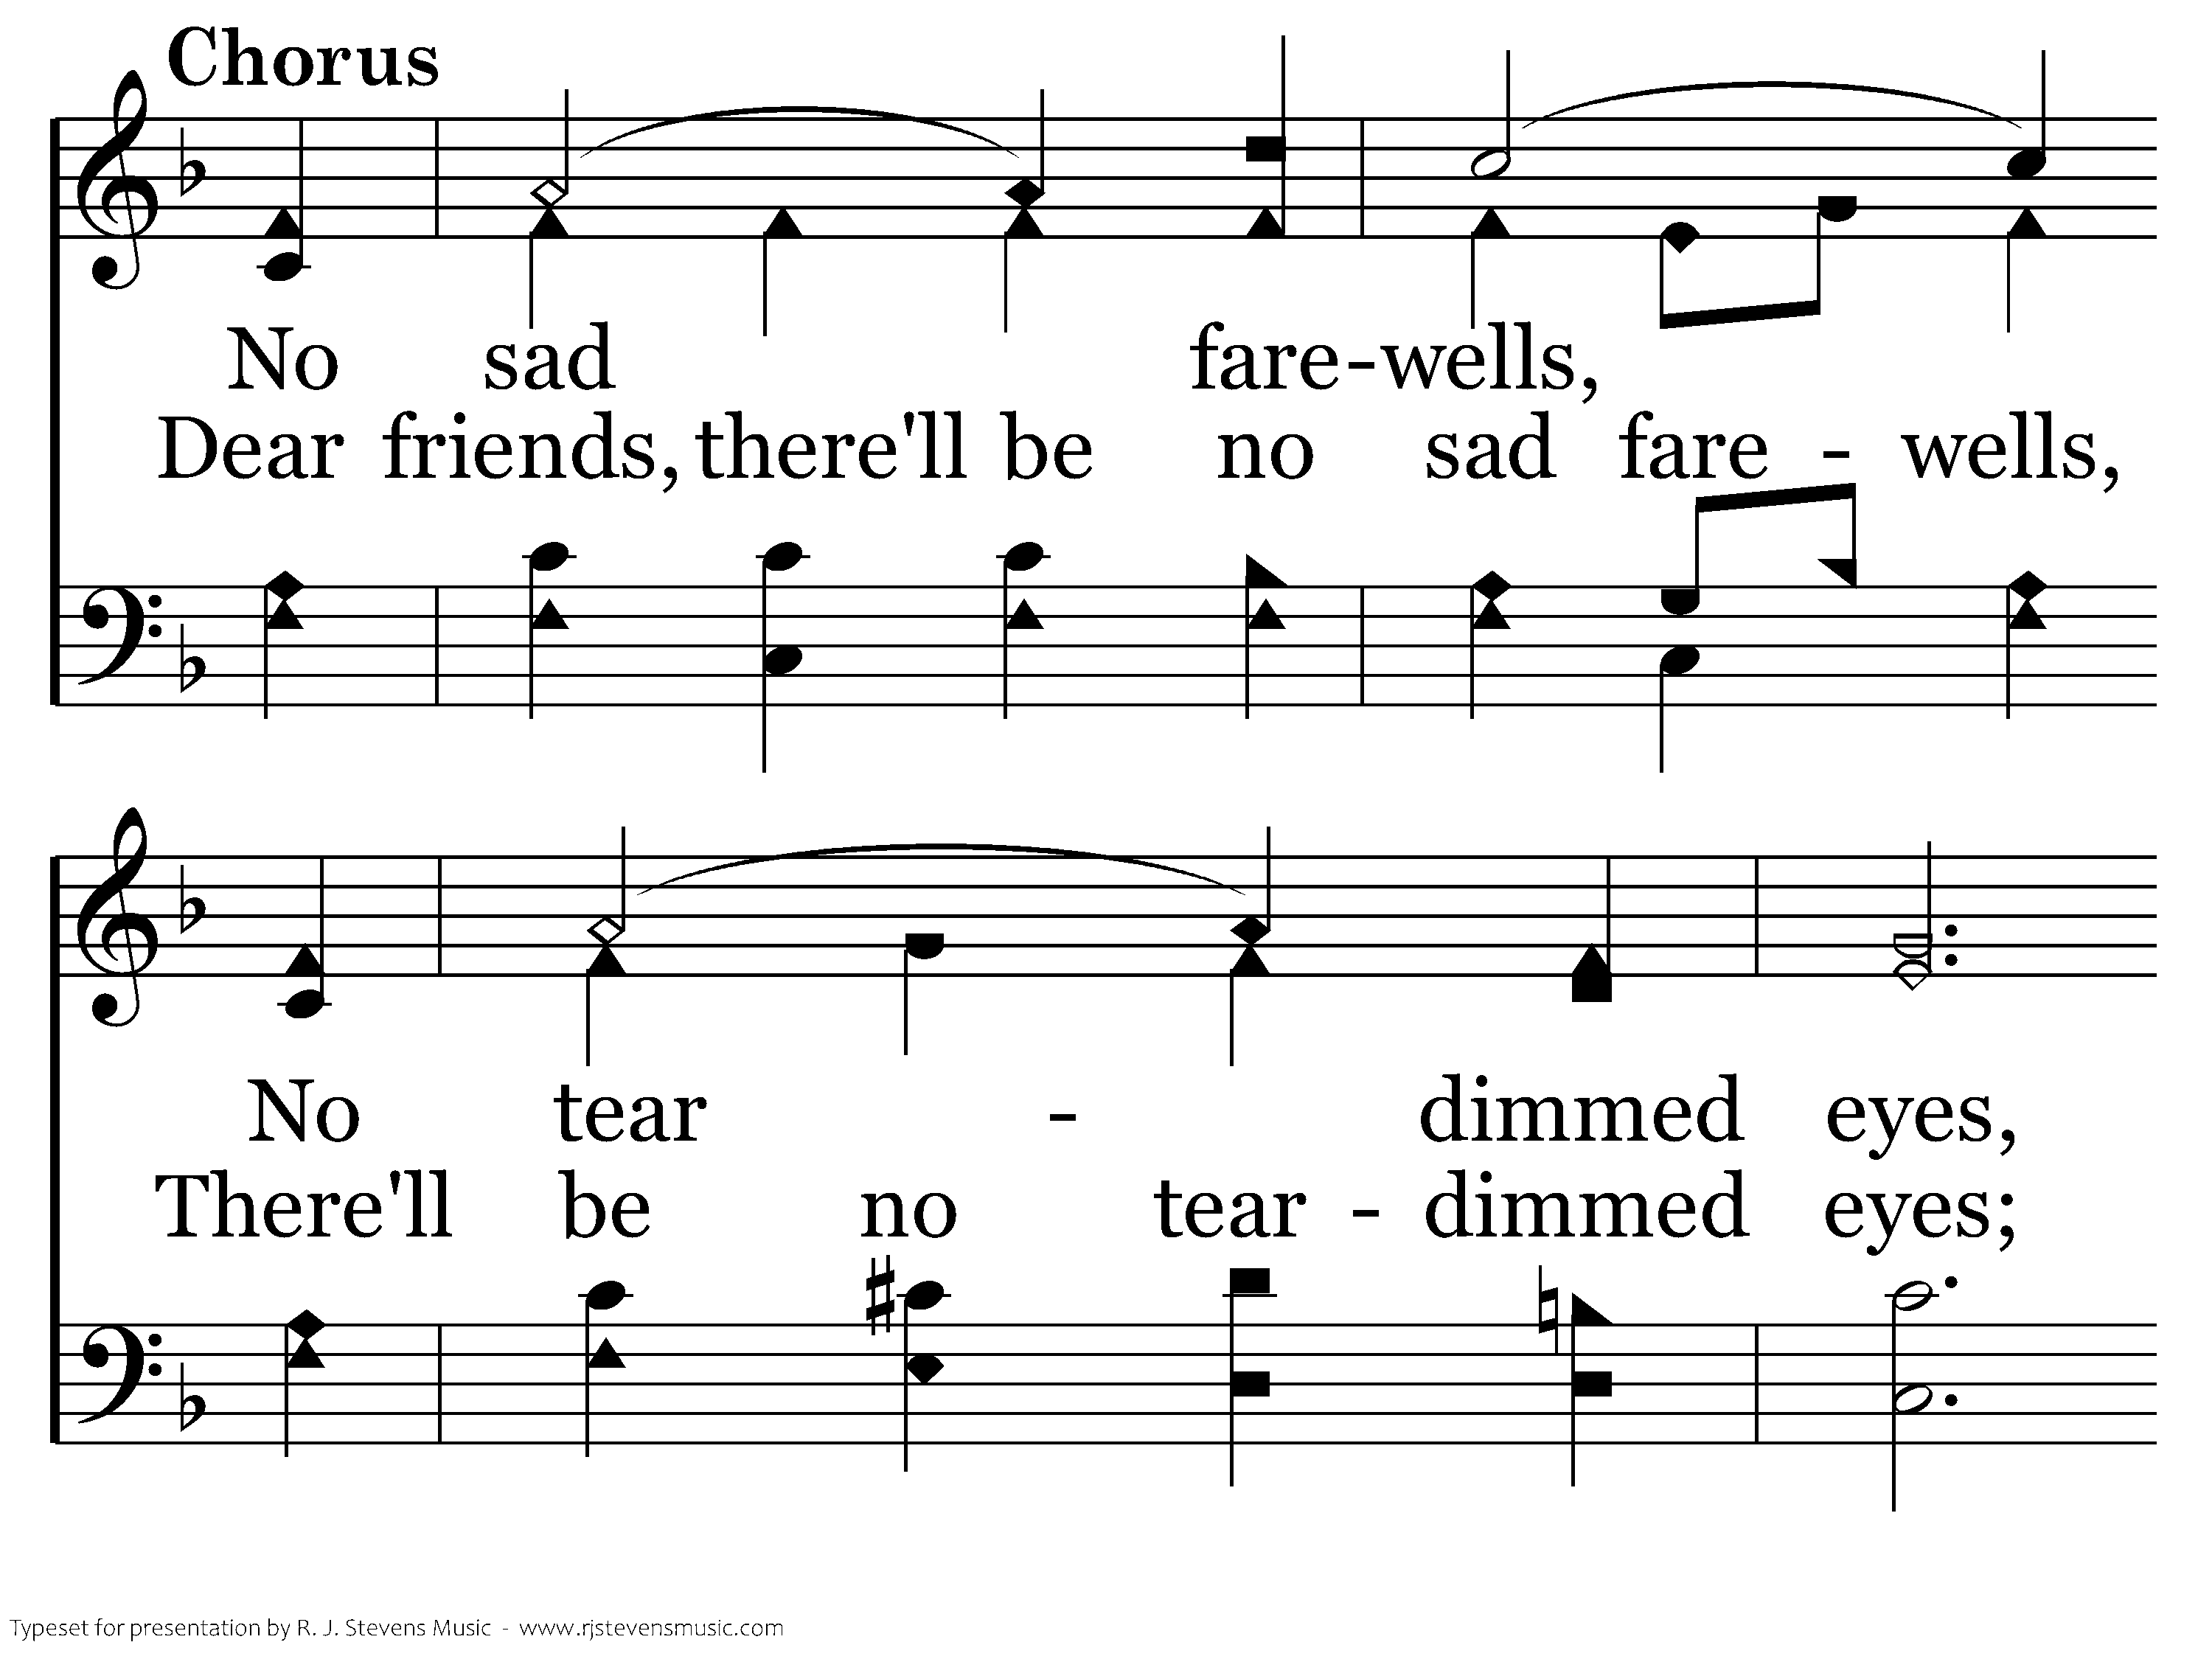 Chorus
No sad fare-wells,
Dear friends, there'll be no sad fare - wells,
No tear - dimmed eyes,
There'll be no tear - dimmed eyes;
Typeset for presentation by R. J. Stevens Music - www.rjstevensmusic.com